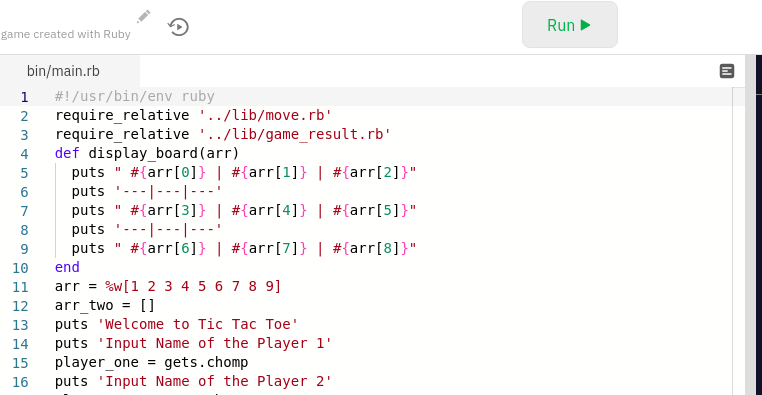 game created with Ruby
Run
bin/main.rb
1 #!/usr/bin/env ruby
2 require_relative '../lib/move.rb'
3 require_relative '../lib/game_result.rb'
4 def display_board(arr)
5   puts " #{arr[0]} | #{arr[1]} | #{arr[2]}"
6   puts '---|---|---'
7   puts " #{arr[3]} | #{arr[4]} | #{arr[5]}"
8   puts '---|---|---'
9   puts " #{arr[6]} | #{arr[7]} | #{arr[8]}"
10 end
11 arr = %w[1 2 3 4 5 6 7 8 9]
12 arr_two = []
13 puts 'Welcome to Tic Tac Toe'
14 puts 'Input Name of the Player 1'
15 player_one = gets.chomp
16 puts 'Input Name of the Player 2'